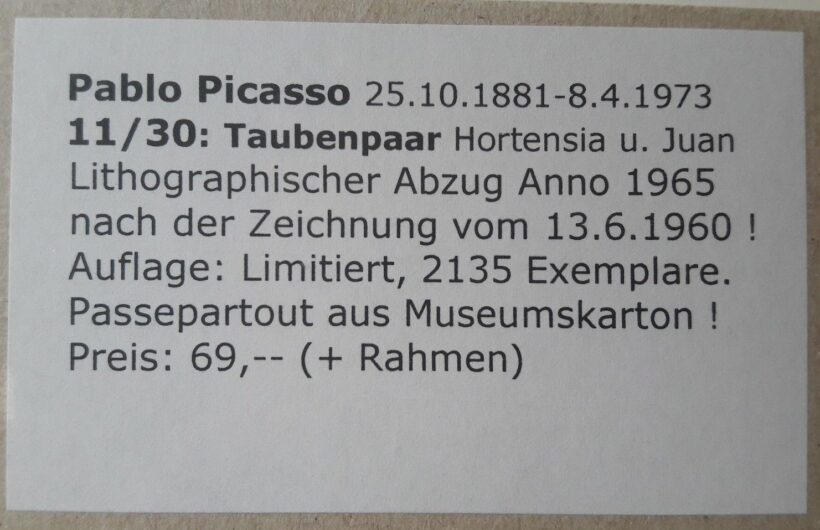 Pablo Picasso 25.10.1881-8.4.1973
11/30: Taubenpaar Hortensia u. Juan
Lithographischer Abzug Anno 1965
nach der Zeichnung vom 13.6.1960 !
Auflage: Limitiert, 2135 Exemplare.
Passepartout aus Museumskarton !
Preis: 69,-- (+ Rahmen)